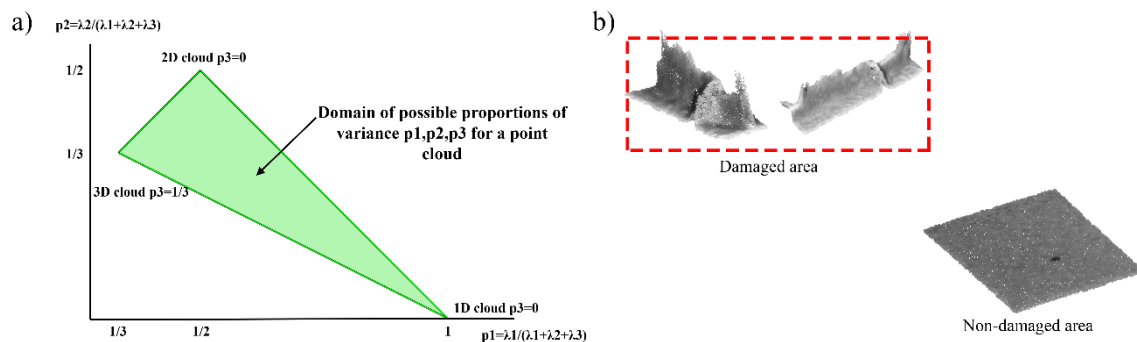 a)
p2=λ2/(λ1+λ2+λ3)
2D cloud p3=0
1/2
Domain of possible proportions of
variance p1,p2,p3 for a point
cloud
1/3
3D cloud p3=1/3
1D cloud p3=0
1/3
1/2
1
p1=λ1/(λ1+λ2+λ3)
b)
Damaged area
Non-damaged area